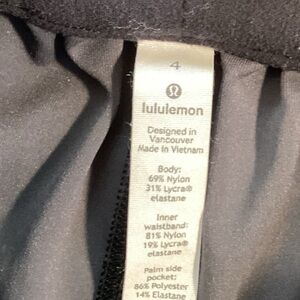 4
lululemon
Designed in
Vancouver
Made in Vietnam
Body:
69% Nylon
31% Lycra®
elastane
Inner
waistband:
81% Nylon
19% Lycra®
elastane
Palm side
pocket:
86% Polyester
14% Elastane